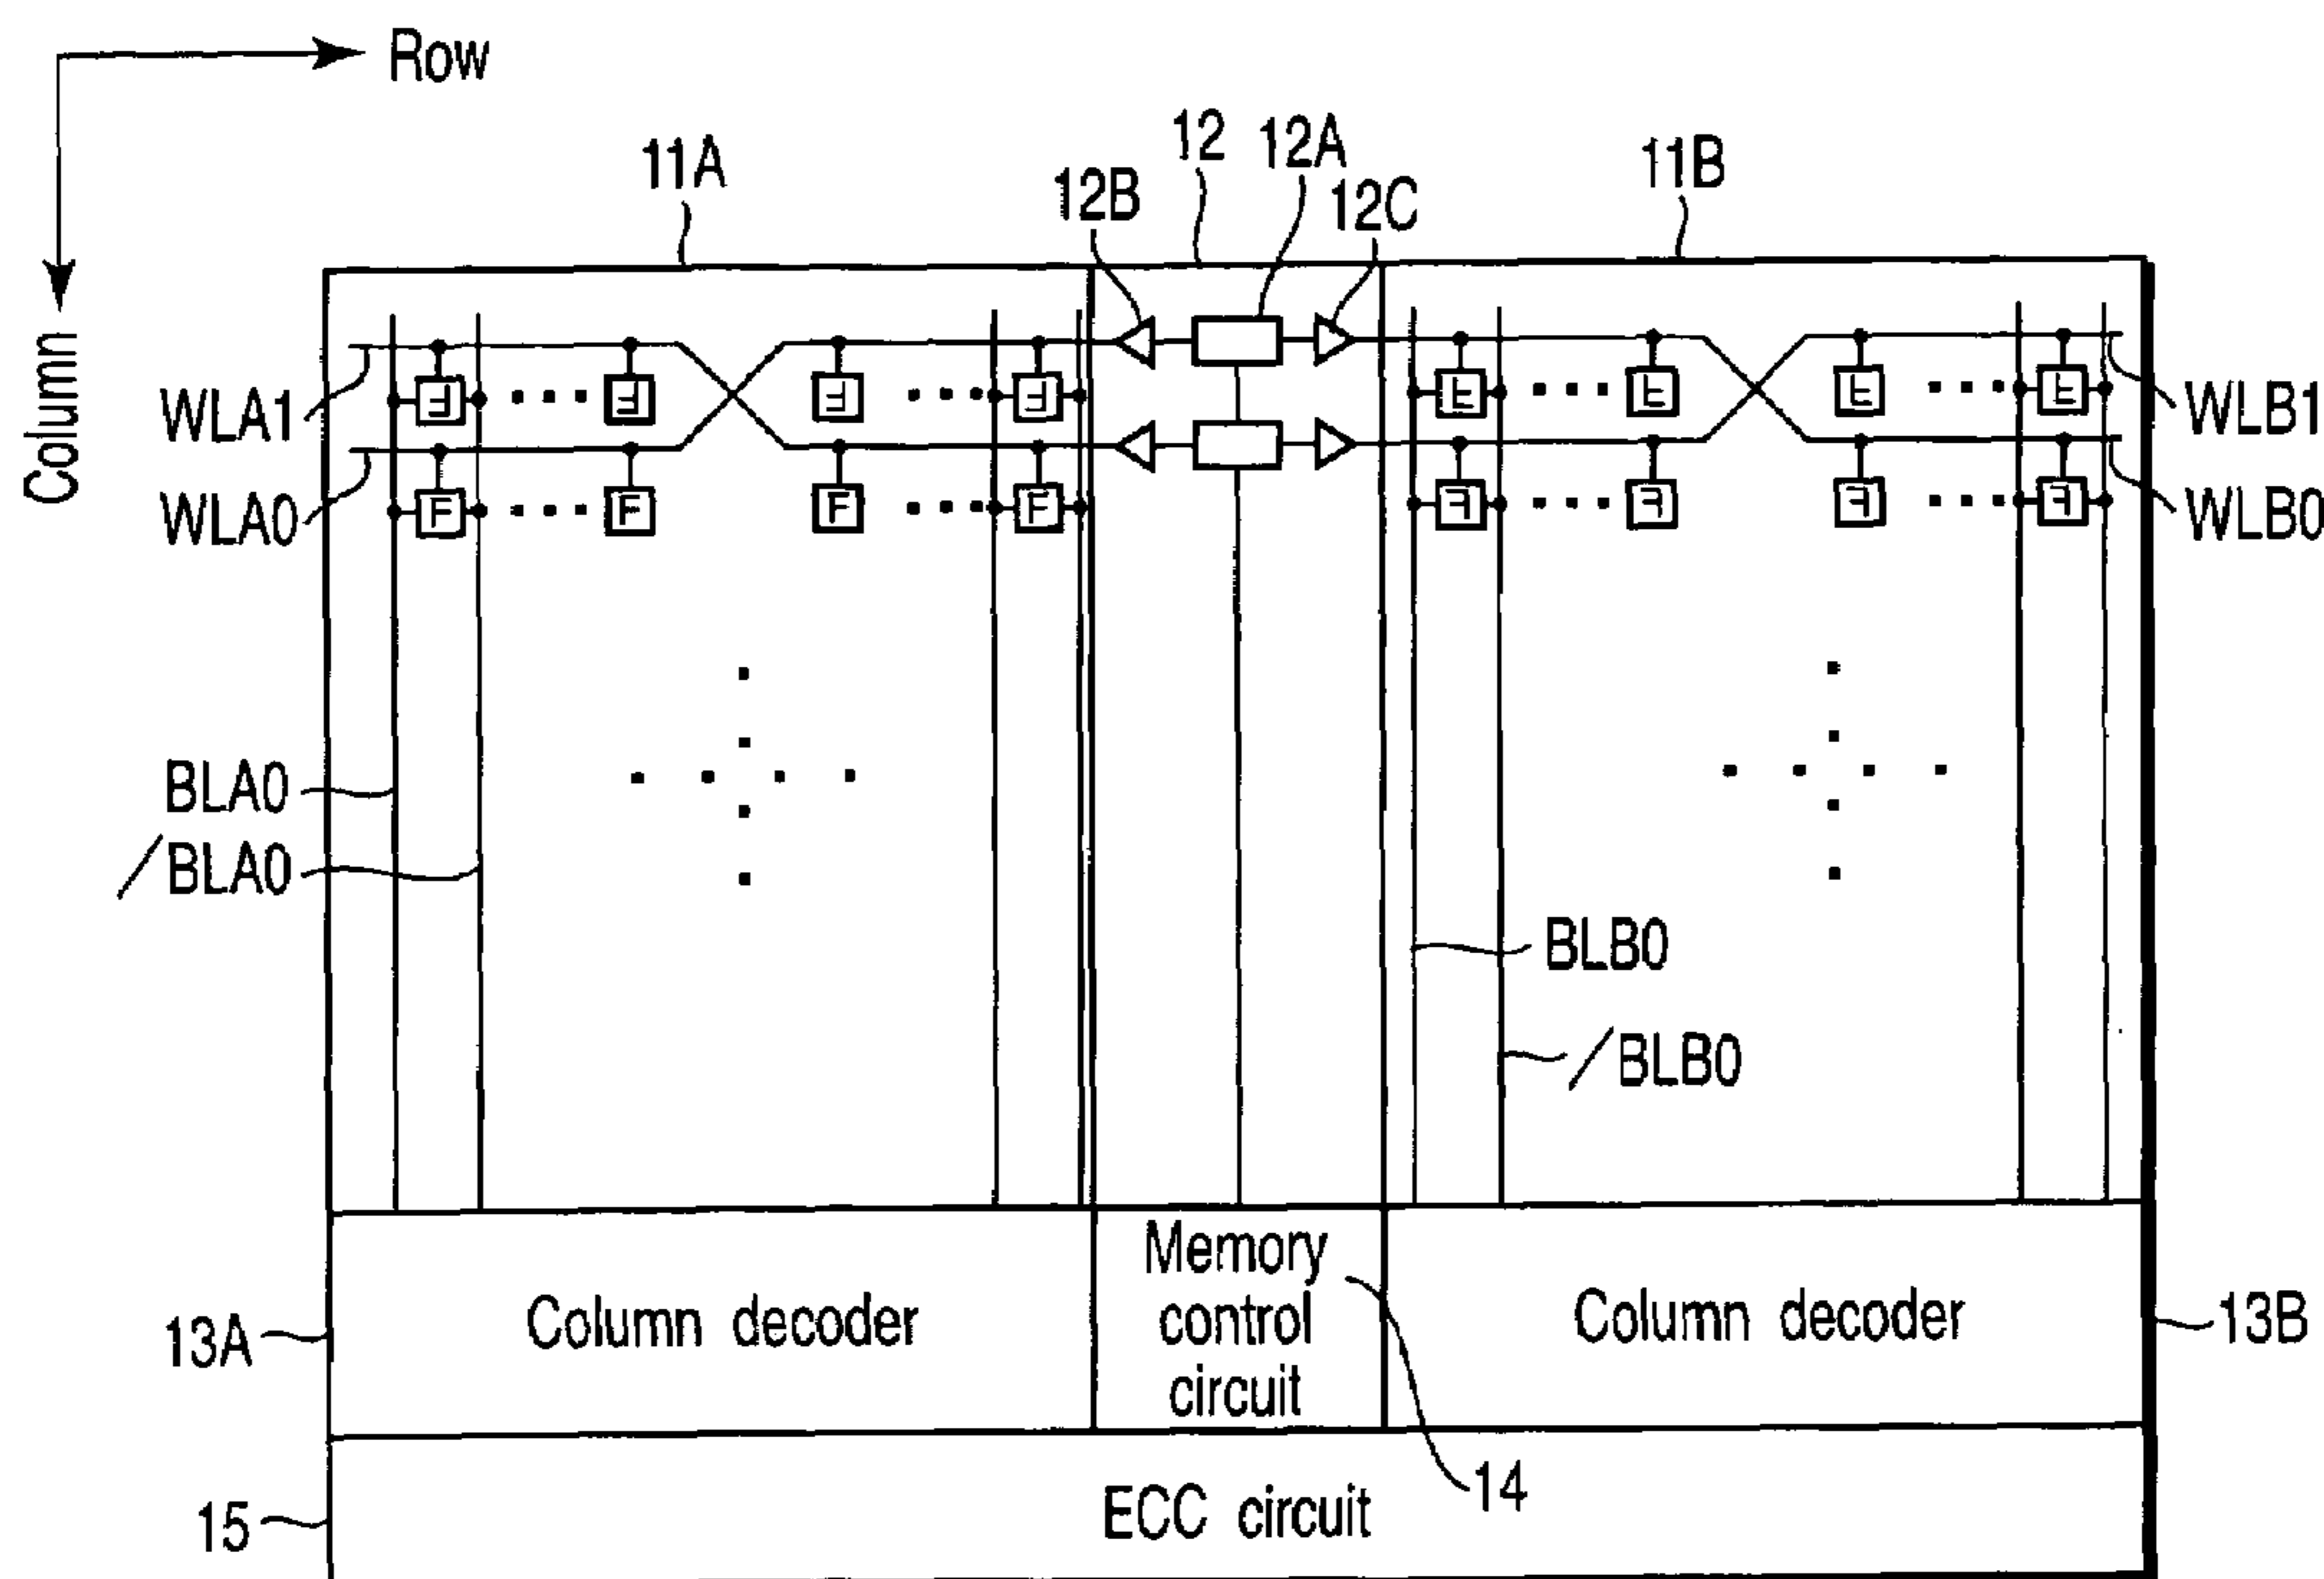 Row
Column
11A
12B
12
12A
12C
11B
WLA1
WLA0
WLB1
WLB0
F F F F
F F F F
BLA0
/BLA0
BLB0
/BLB0
Column decoder
Memory
control
circuit
Column decoder
13A
13B
14
15
ECC circuit